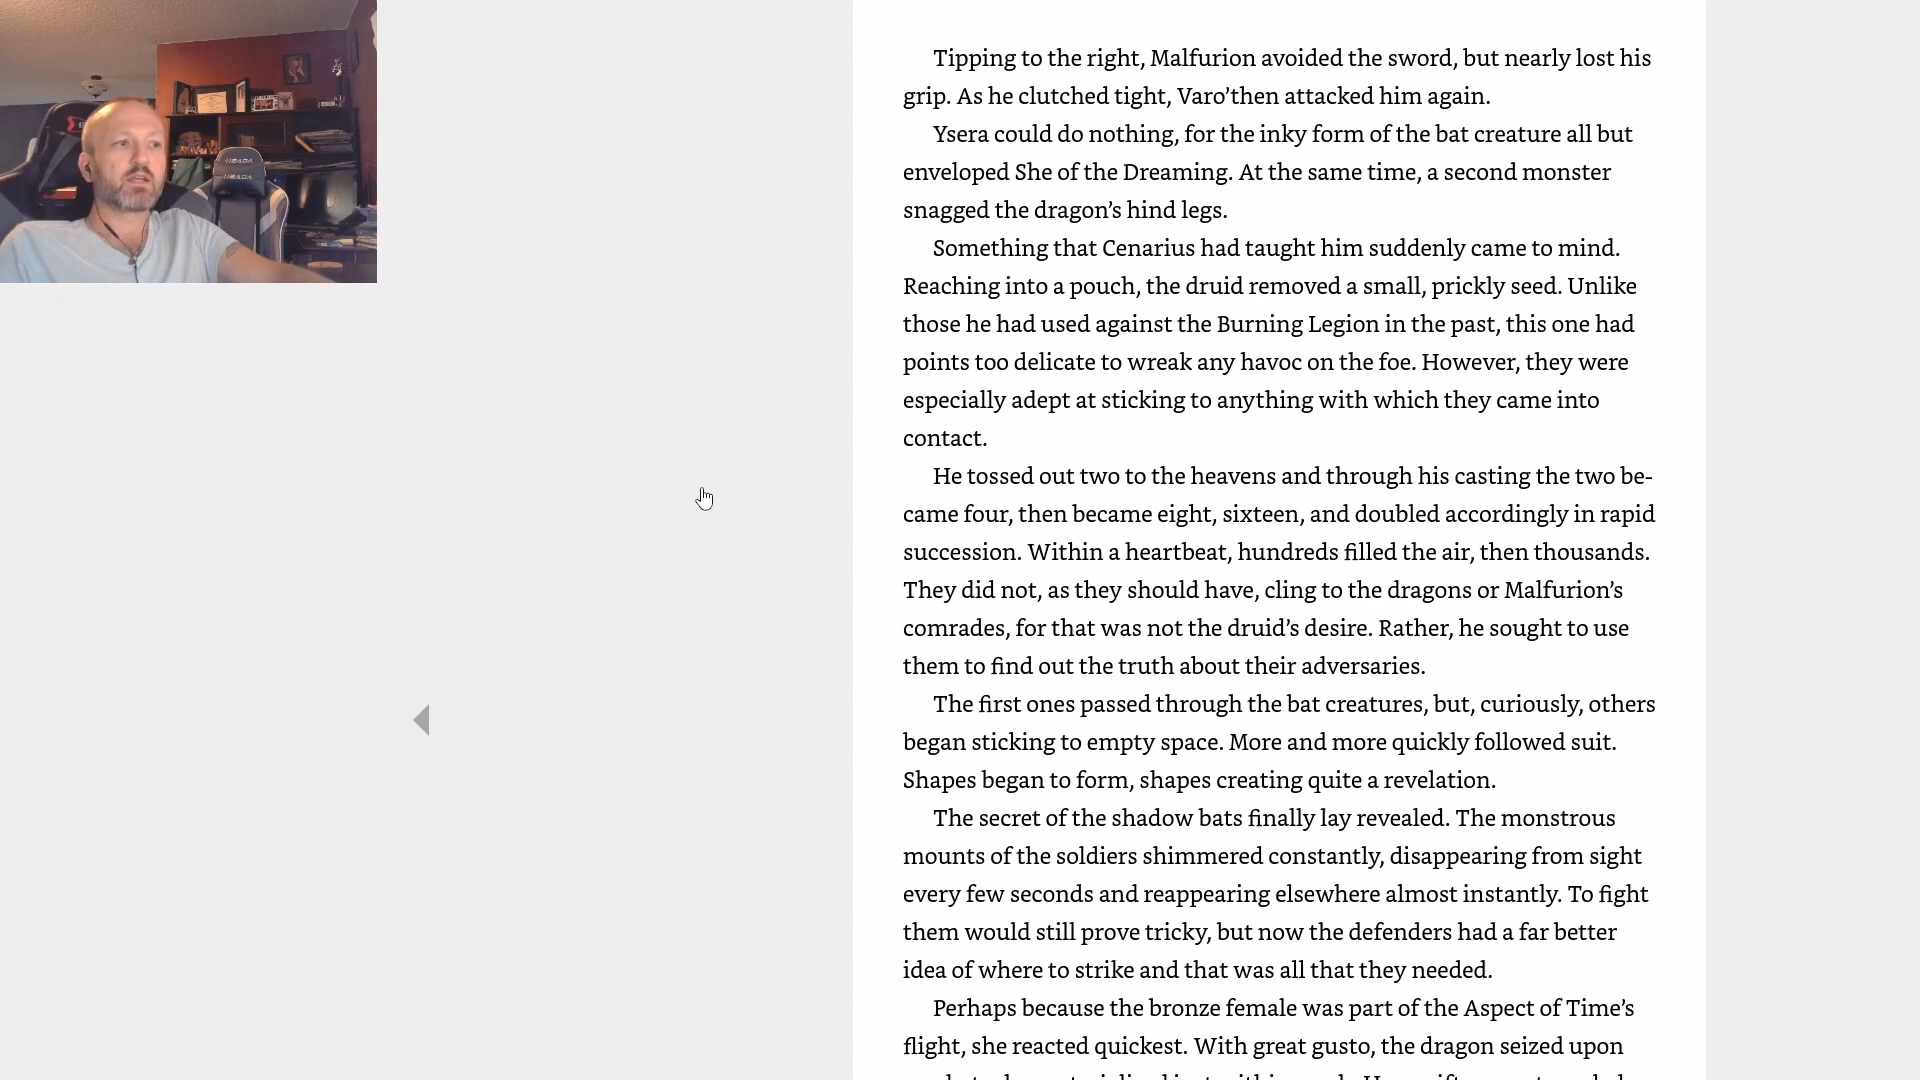 Tipping to the right, Malfurion avoided the sword, but nearly lost his
grip. As he clutched tight, Varo’then attacked him again.
Ysera could do nothing, for the inky form of the bat creature all but
enveloped She of the Dreaming. At the same time, a second monster
snagged the dragon’s hind legs.
Something that Cenarius had taught him suddenly came to mind.
Reaching into a pouch, the druid removed a small, prickly seed. Unlike
those he had used against the Burning Legion in the past, this one had
points too delicate to wreak any havoc on the foe. However, they were
especially adept at sticking to anything with which they came into
contact.
He tossed out two to the heavens and through his casting the two be-
came four, then became eight, sixteen, and doubled accordingly in rapid
succession. Within a heartbeat, hundreds filled the air, then thousands.
They did not, as they should have, cling to the dragons or Malfurion’s
comrades, for that was not the druid’s desire. Rather, he sought to use
them to find out the truth about their adversaries.
The first ones passed through the bat creatures, but, curiously, others
began sticking to empty space. More and more quickly followed suit.
Shapes began to form, shapes creating quite a revelation.
The secret of the shadow bats finally lay revealed. The monstrous
mounts of the soldiers shimmered constantly, disappearing from sight
every few seconds and reappearing elsewhere almost instantly. To fight
them would still prove tricky, but now the defenders had a far better
idea of where to strike and that was all that they needed.
Perhaps because the bronze female was part of the Aspect of Time’s
flight, she reacted quickest. With great gusto, the dragon seized upon